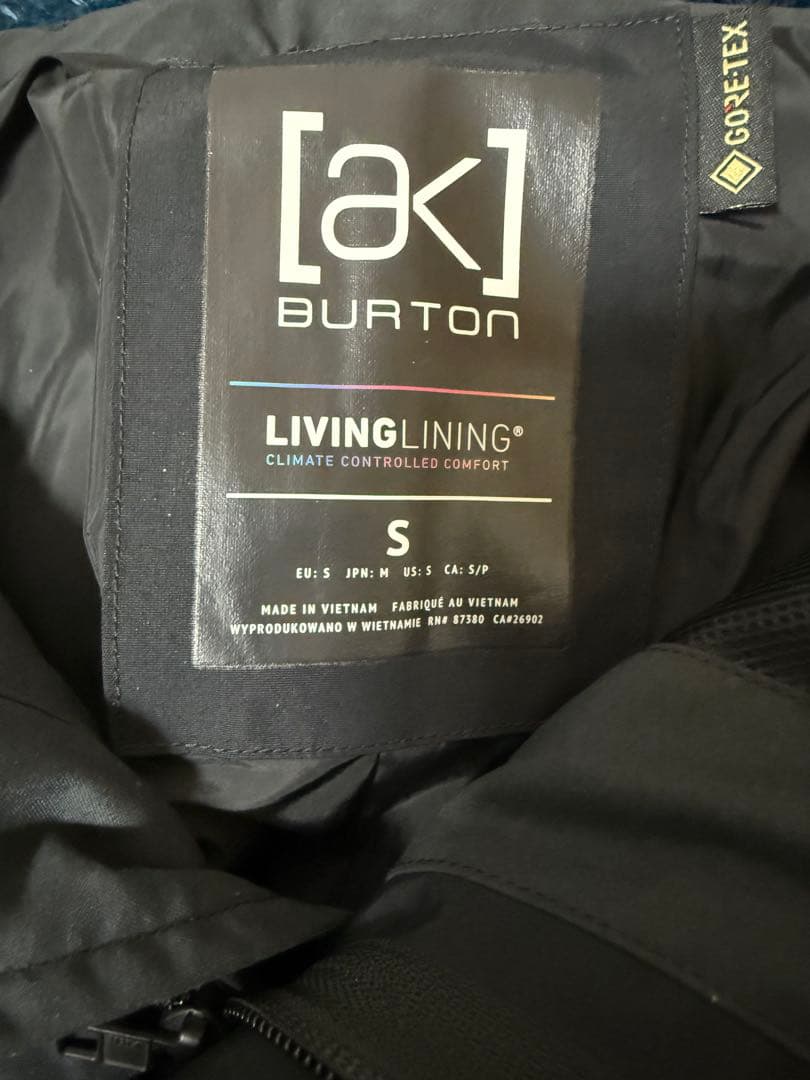 GORE-TEX
[ak]
BURTON
LIVINGLINING®
CLIMATE CONTROLLED COMFORT
S
EU: S JPN: M US: S CA: S/P
MADE IN VIETNAM FABRIQUÉ AU VIETNAM
WYPRODUKOWANO W WIETNAMIE RN# 87380 CA#26902